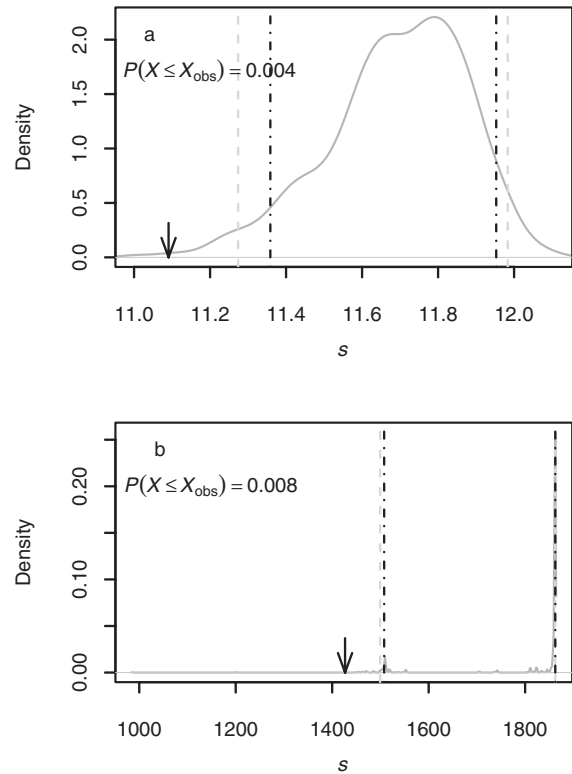 a
P(X ≤ Xobs) = 0.004
Density
0.0 0.5 1.0 1.5 2.0
11.0 11.2 11.4 11.6 11.8 12.0
s
b
P(X ≤ Xobs) = 0.008
Density
0.00 0.10 0.20
1000 1200 1400 1600 1800
s